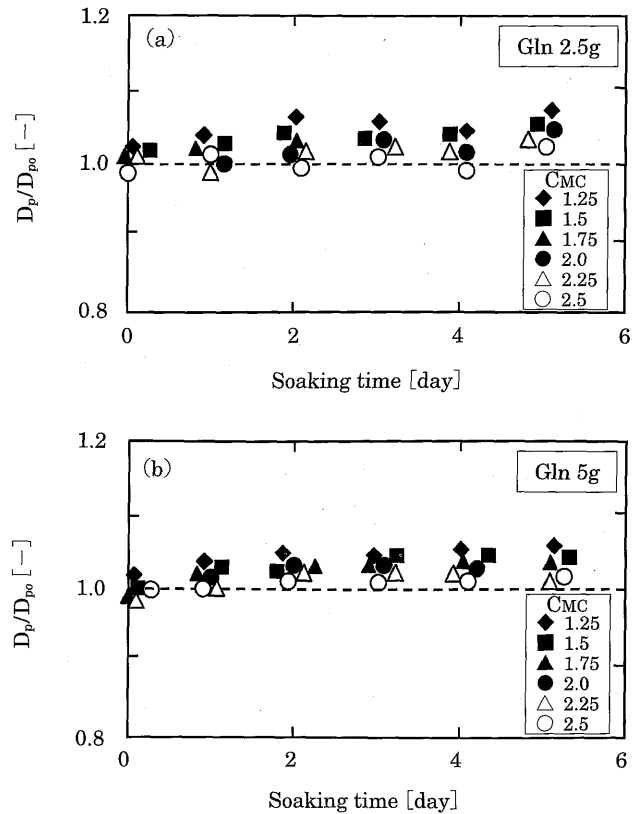 1.2
(a)
Gln 2.5g
Dp/Dpo [-]
1.0
CMC
◆ 1.25
■ 1.5
▲ 1.75
● 2.0
△ 2.25
○ 2.5
0.8
0 2 4 6
Soaking time [day]
1.2
(b)
Gln 5g
Dp/Dpo [-]
1.0
CMC
◆ 1.25
■ 1.5
▲ 1.75
● 2.0
△ 2.25
○ 2.5
0.8
0 2 4 6
Soaking time [day]